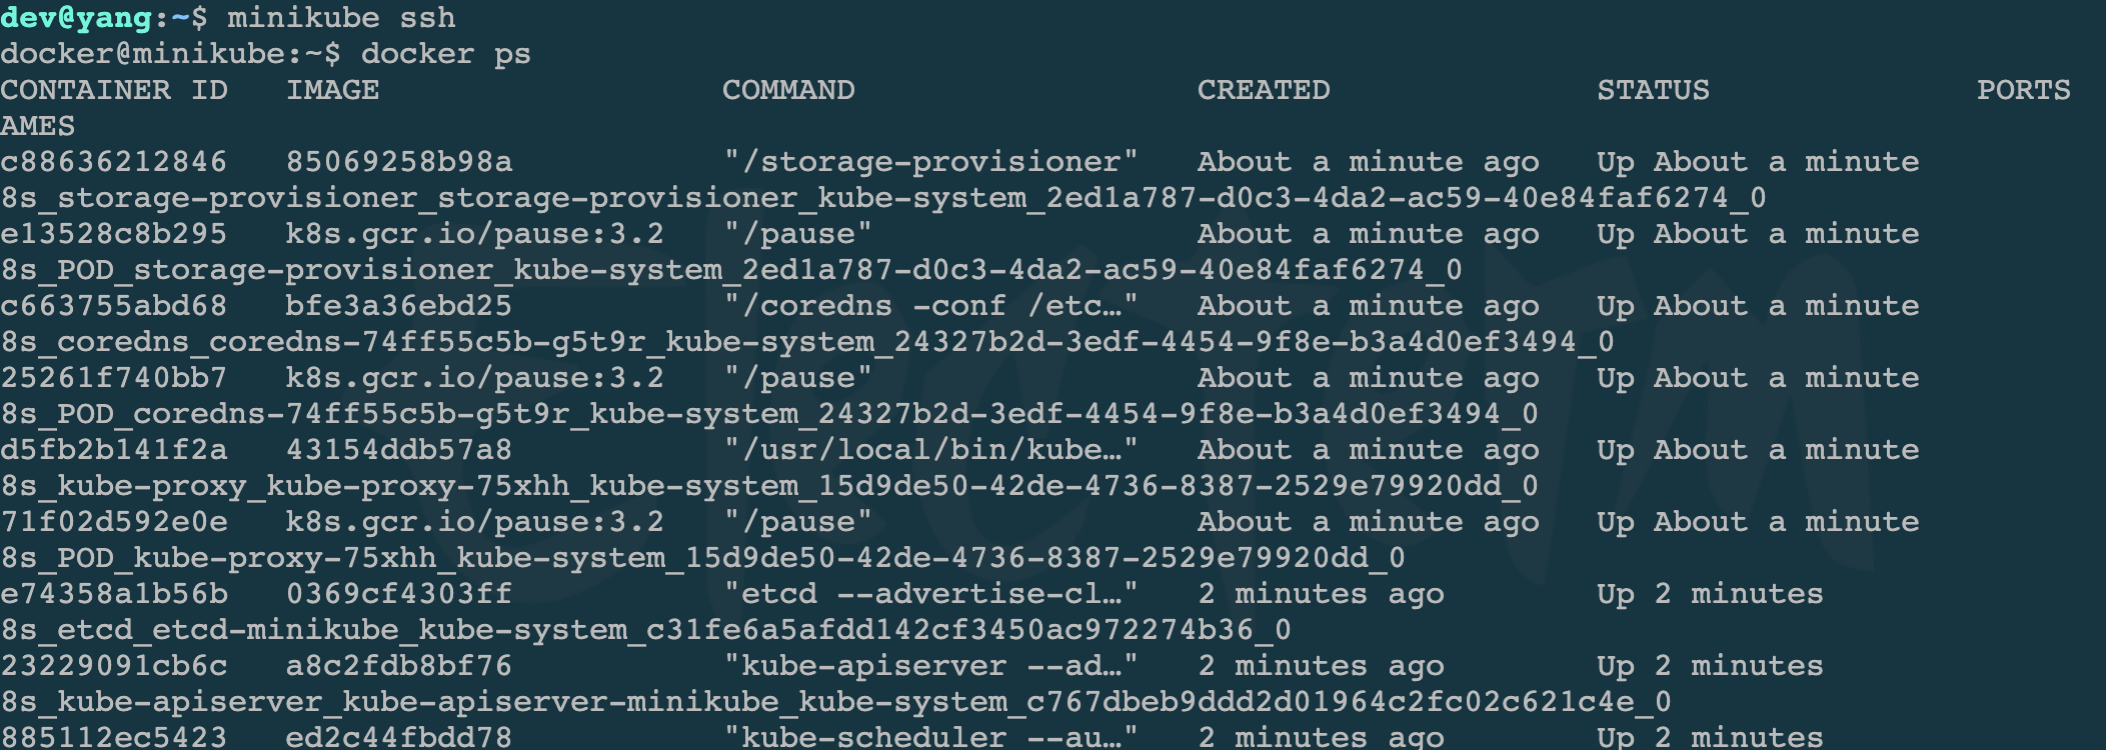 dev@yang:~$ minikube ssh
docker@minikube:~$ docker ps
CONTAINER ID   IMAGE                  COMMAND                  CREATED              STATUS              PORTS
AMES
c88636212846   85069258b98a           "/storage-provisioner"   About a minute ago   Up About a minute
8s_storage-provisioner_storage-provisioner_kube-system_2ed1a787-d0c3-4da2-ac59-40e84faf6274_0
e13528c8b295   k8s.gcr.io/pause:3.2   "/pause"                 About a minute ago   Up About a minute
8s_POD_storage-provisioner_kube-system_2ed1a787-d0c3-4da2-ac59-40e84faf6274_0
c663755abd68   bfe3a36ebd25           "/coredns -conf /etc…"   About a minute ago   Up About a minute
8s_coredns_coredns-74ff55c5b-g5t9r_kube-system_24327b2d-3edf-4454-9f8e-b3a4d0ef3494_0
25261f740bb7   k8s.gcr.io/pause:3.2   "/pause"                 About a minute ago   Up About a minute
8s_POD_coredns-74ff55c5b-g5t9r_kube-system_24327b2d-3edf-4454-9f8e-b3a4d0ef3494_0
d5fb2b141f2a   43154ddb57a8           "/usr/local/bin/kube…"   About a minute ago   Up About a minute
8s_kube-proxy_kube-proxy-75xhh_kube-system_15d9de50-42de-4736-8387-2529e79920dd_0
71f02d592e0e   k8s.gcr.io/pause:3.2   "/pause"                 About a minute ago   Up About a minute
8s_POD_kube-proxy-75xhh_kube-system_15d9de50-42de-4736-8387-2529e79920dd_0
e74358a1b56b   0369cf4303ff           "etcd --advertise-cl…"   2 minutes ago        Up 2 minutes
8s_etcd_etcd-minikube_kube-system_c31fe6a5afdd142cf3450ac972274b36_0
23229091cb6c   a8c2fdb8bf76           "kube-apiserver --ad…"   2 minutes ago        Up 2 minutes
8s_kube-apiserver_kube-apiserver-minikube_kube-system_c767dbeb9ddd2d01964c2fc02c621c4e_0
885112ec5423   ed2c44fbdd78           "kube-scheduler --au…"   2 minutes ago        Up 2 minutes